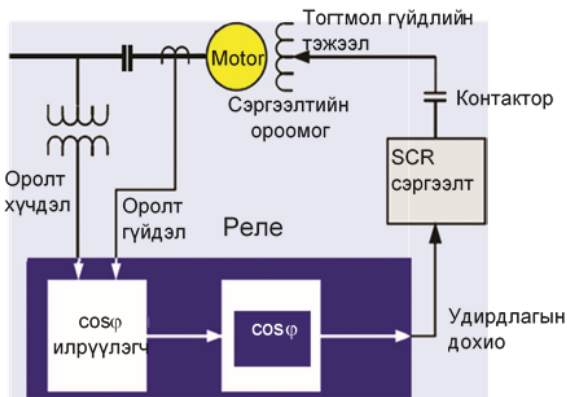 Тогтмол гүйдлийн
тэжээл
Motor
Сэргээлтийн
ороомог
Контактор
SCR
сэргээлт
Оролт
хүчдэл
Оролт
гүйдэл
Реле
cosφ
илрүүлэгч
cosφ
Удирдлагын
дохио